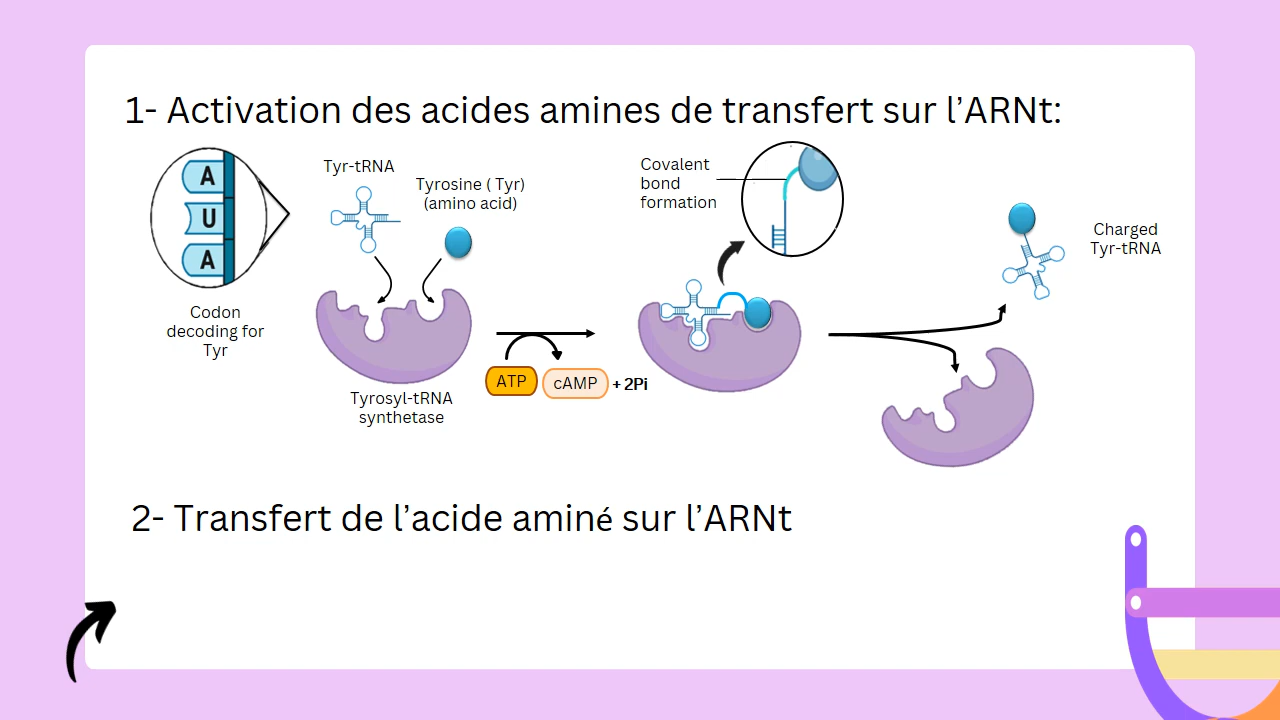 1- Activation des acides amines de transfert sur l’ARNt:
A
U
A
Codon
decoding for
Tyr
Tyr-tRNA
Tyrosine ( Tyr)
(amino acid)
Tyrosyl-tRNA
synthetase
ATP
cAMP
+ 2Pi
Covalent
bond
formation
Charged
Tyr-tRNA
2- Transfert de l’acide aminé sur l’ARNt